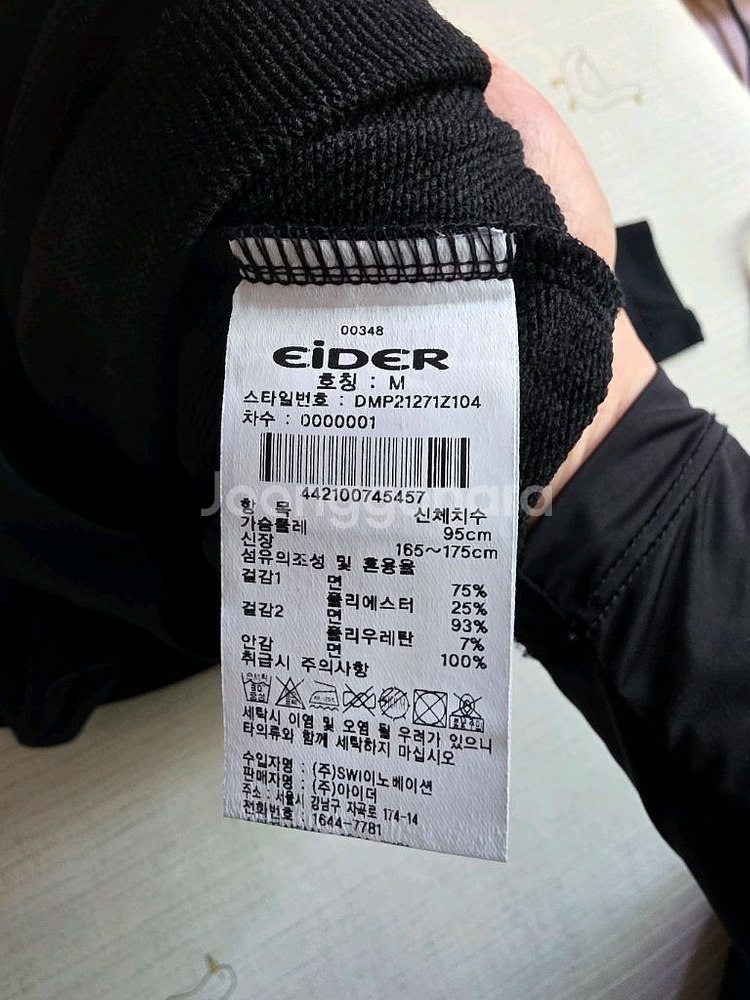 00348
EiDER
호칭 : M
스타일번호 : DMP21271Z104
차수 : 0000001
442100745457
Joonggonara
항 목 신체치수
가슴둘레 95cm
신장 165~175cm
섬유의조성 및 혼용율
겉감1 면 75%
폴리에스터 25%
겉감2 면 93%
폴리우레탄 7%
안감 면 100%
취급시 주의사항
세탁시 이염 및 오염 될 우려가 있으니
타의류와 함께 세탁하지 마십시오
수입자명 : (주)SWI이노베이션
판매자명 : (주)아이더
주소 : 서울시 강남구 자곡로 174-14
전화번호 : 1644-7781